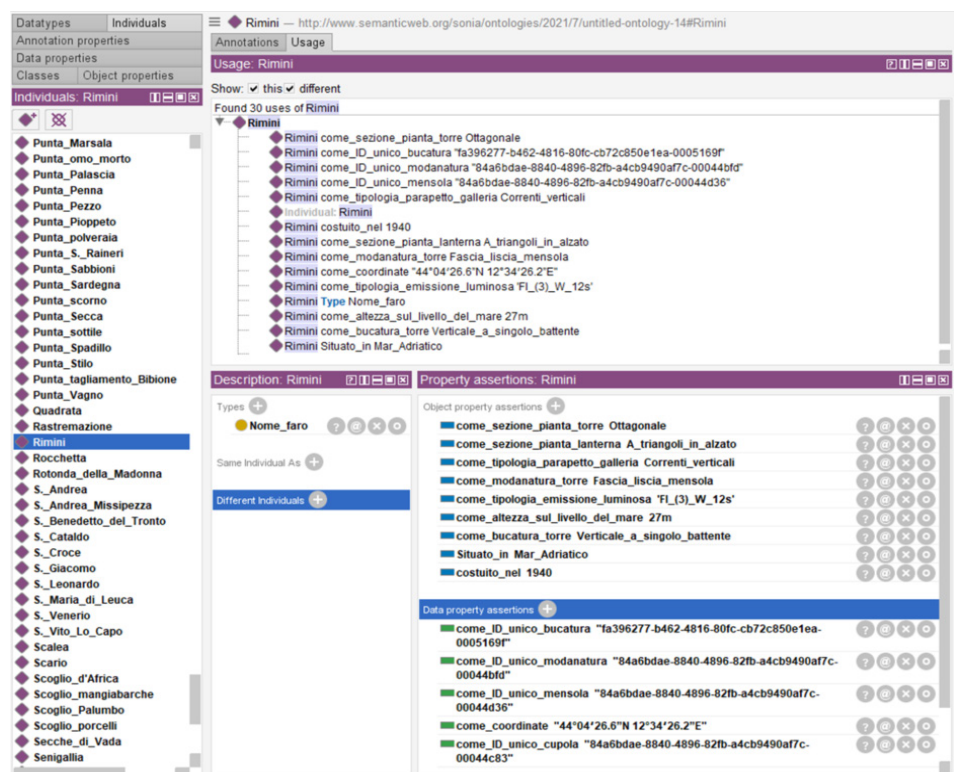 Datatypes Individuals
Annotation properties
Data properties
Classes Object properties
Individuals: Rimini
Punta_Marsala
Punta_omo_morto
Punta_Palascia
Punta_Penna
Punta_Pezzo
Punta_Pioppeto
Punta_polveraia
Punta_S._Raineri
Punta_Sabbioni
Punta_Sardegna
Punta_scorno
Punta_Secca
Punta_sottile
Punta_Spadillo
Punta_Stilo
Punta_tagliamento_Bibione
Punta_Vagno
Quadrata
Rastremazione
Rimini
Rocchetta
Rotonda_della_Madonna
S._Andrea
S._Andrea_Missipezza
S._Benedetto_del_Tronto
S._Cataldo
S._Croce
S._Giacomo
S._Leonardo
S._Maria_di_Leuca
S._Venerio
S._Vito_Lo_Capo
Scalea
Scario
Scoglio_d'Africa
Scoglio_mangiabarche
Scoglio_Palumbo
Scoglio_porcelli
Secche_di_Vada
Senigallia
Rimini — http://www.semanticweb.org/sonia/ontologies/2021/7/untitled-ontology-14#Rimini
Annotations Usage
Usage: Rimini
Show: this different
Found 30 uses of Rimini
Rimini
Rimini come_sezione_pianta_torre Ottagonale
Rimini come_ID_unico_bucatura "fa396277-b462-4816-80fc-cb72c850e1ea-0005169f"
Rimini come_ID_unico_modanatura "84a6bdae-8840-4896-82fb-a4cb9490af7c-00044bfd"
Rimini come_ID_unico_mensola "84a6bdae-8840-4896-82fb-a4cb9490af7c-00044d36"
Rimini come_tipologia_parapetto_galleria Correnti_verticali
Individual: Rimini
Rimini costuito_nel 1940
Rimini come_sezione_pianta_lanterna A_triangoli_in_alzato
Rimini come_modanatura_torre Fascia_liscia_mensola
Rimini come_coordinate "44°04′26.6"N 12°34′26.2"E"
Rimini come_tipologia_emissione_luminosa 'Fl_(3)_W_12s'
Rimini Type Nome_faro
Rimini come_altezza_sul_livello_del_mare 27m
Rimini come_bucatura_torre Verticale_a_singolo_battente
Rimini Situato_in Mar_Adriatico
Description: Rimini
Types
Nome_faro
Same Individual As
Different Individuals
Property assertions: Rimini
Object property assertions
come_sezione_pianta_torre Ottagonale
come_sezione_pianta_lanterna A_triangoli_in_alzato
come_tipologia_parapetto_galleria Correnti_verticali
come_modanatura_torre Fascia_liscia_mensola
come_tipologia_emissione_luminosa 'Fl_(3)_W_12s'
come_altezza_sul_livello_del_mare 27m
come_bucatura_torre Verticale_a_singolo_battente
Situato_in Mar_Adriatico
costuito_nel 1940
Data property assertions
come_ID_unico_bucatura "fa396277-b462-4816-80fc-cb72c850e1ea-
0005169f"
come_ID_unico_modanatura "84a6bdae-8840-4896-82fb-a4cb9490af7c-
00044bfd"
come_ID_unico_mensola "84a6bdae-8840-4896-82fb-a4cb9490af7c-
00044d36"
come_coordinate "44°04′26.6"N 12°34′26.2"E"
come_ID_unico_cupola "84a6bdae-8840-4896-82fb-a4cb9490af7c-
00044c83"